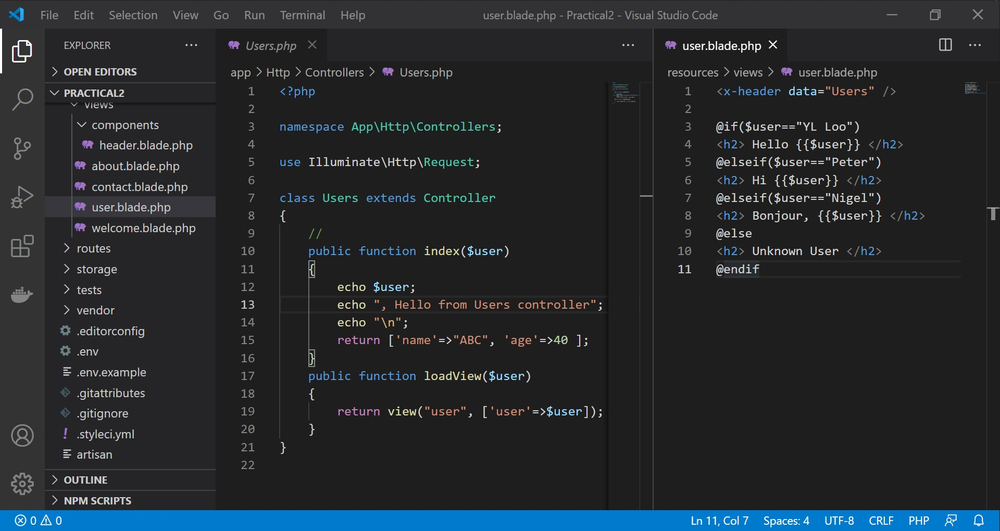 File Edit Selection View Go Run Terminal Help
user.blade.php - Practical2 - Visual Studio Code
EXPLORER
OPEN EDITORS
PRACTICAL2
views
components
header.blade.php
about.blade.php
contact.blade.php
user.blade.php
welcome.blade.php
routes
storage
tests
vendor
.editorconfig
.env
.env.example
.gitattributes
.gitignore
.styleci.yml
artisan
OUTLINE
NPM SCRIPTS
Users.php
app > Http > Controllers > Users.php
1 <?php
2
3 namespace App\Http\Controllers;
4
5 use Illuminate\Http\Request;
6
7 class Users extends Controller
8 {
9 //
10 public function index($user)
11 {
12 echo $user;
13 echo ", Hello from Users controller";
14 echo "\n";
15 return ['name'=>"ABC", 'age'=>40 ];
16 }
17 public function loadView($user)
18 {
19 return view("user", ['user'=>$user]);
20 }
21 }
22
user.blade.php
resources > views > user.blade.php
1 <x-header data="Users" />
2
3 @if($user=="YL Loo")
4 <h2> Hello {{$user}} </h2>
5 @elseif($user=="Peter")
6 <h2> Hi {{$user}} </h2>
7 @elseif($user=="Nigel")
8 <h2> Bonjour, {{$user}} </h2>
9 @else
10 <h2> Unknown User </h2>
11 @endif
0 0
Ln 11, Col 7 Spaces: 4 UTF-8 CRLF PHP